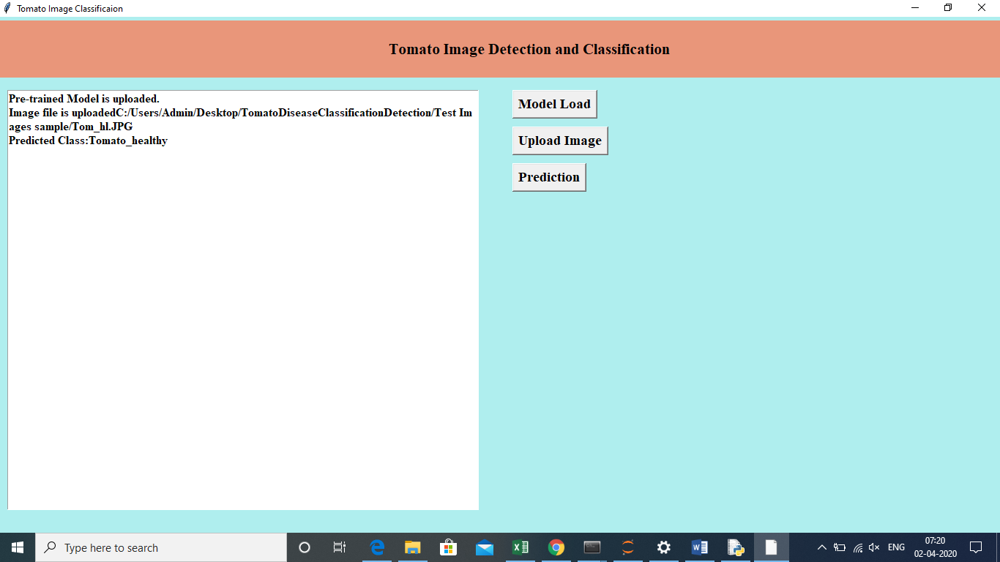 Tomato Image Classificaion
Tomato Image Detection and Classification
Pre-trained Model is uploaded.
Image file is uploadedC:/Users/Admin/Desktop/TomatoDiseaseClassificationDetection/Test Im
ages sample/Tom_hl.JPG
Predicted Class:Tomato_healthy
Model Load
Upload Image
Prediction
Type here to search
ENG
07:20
02-04-2020